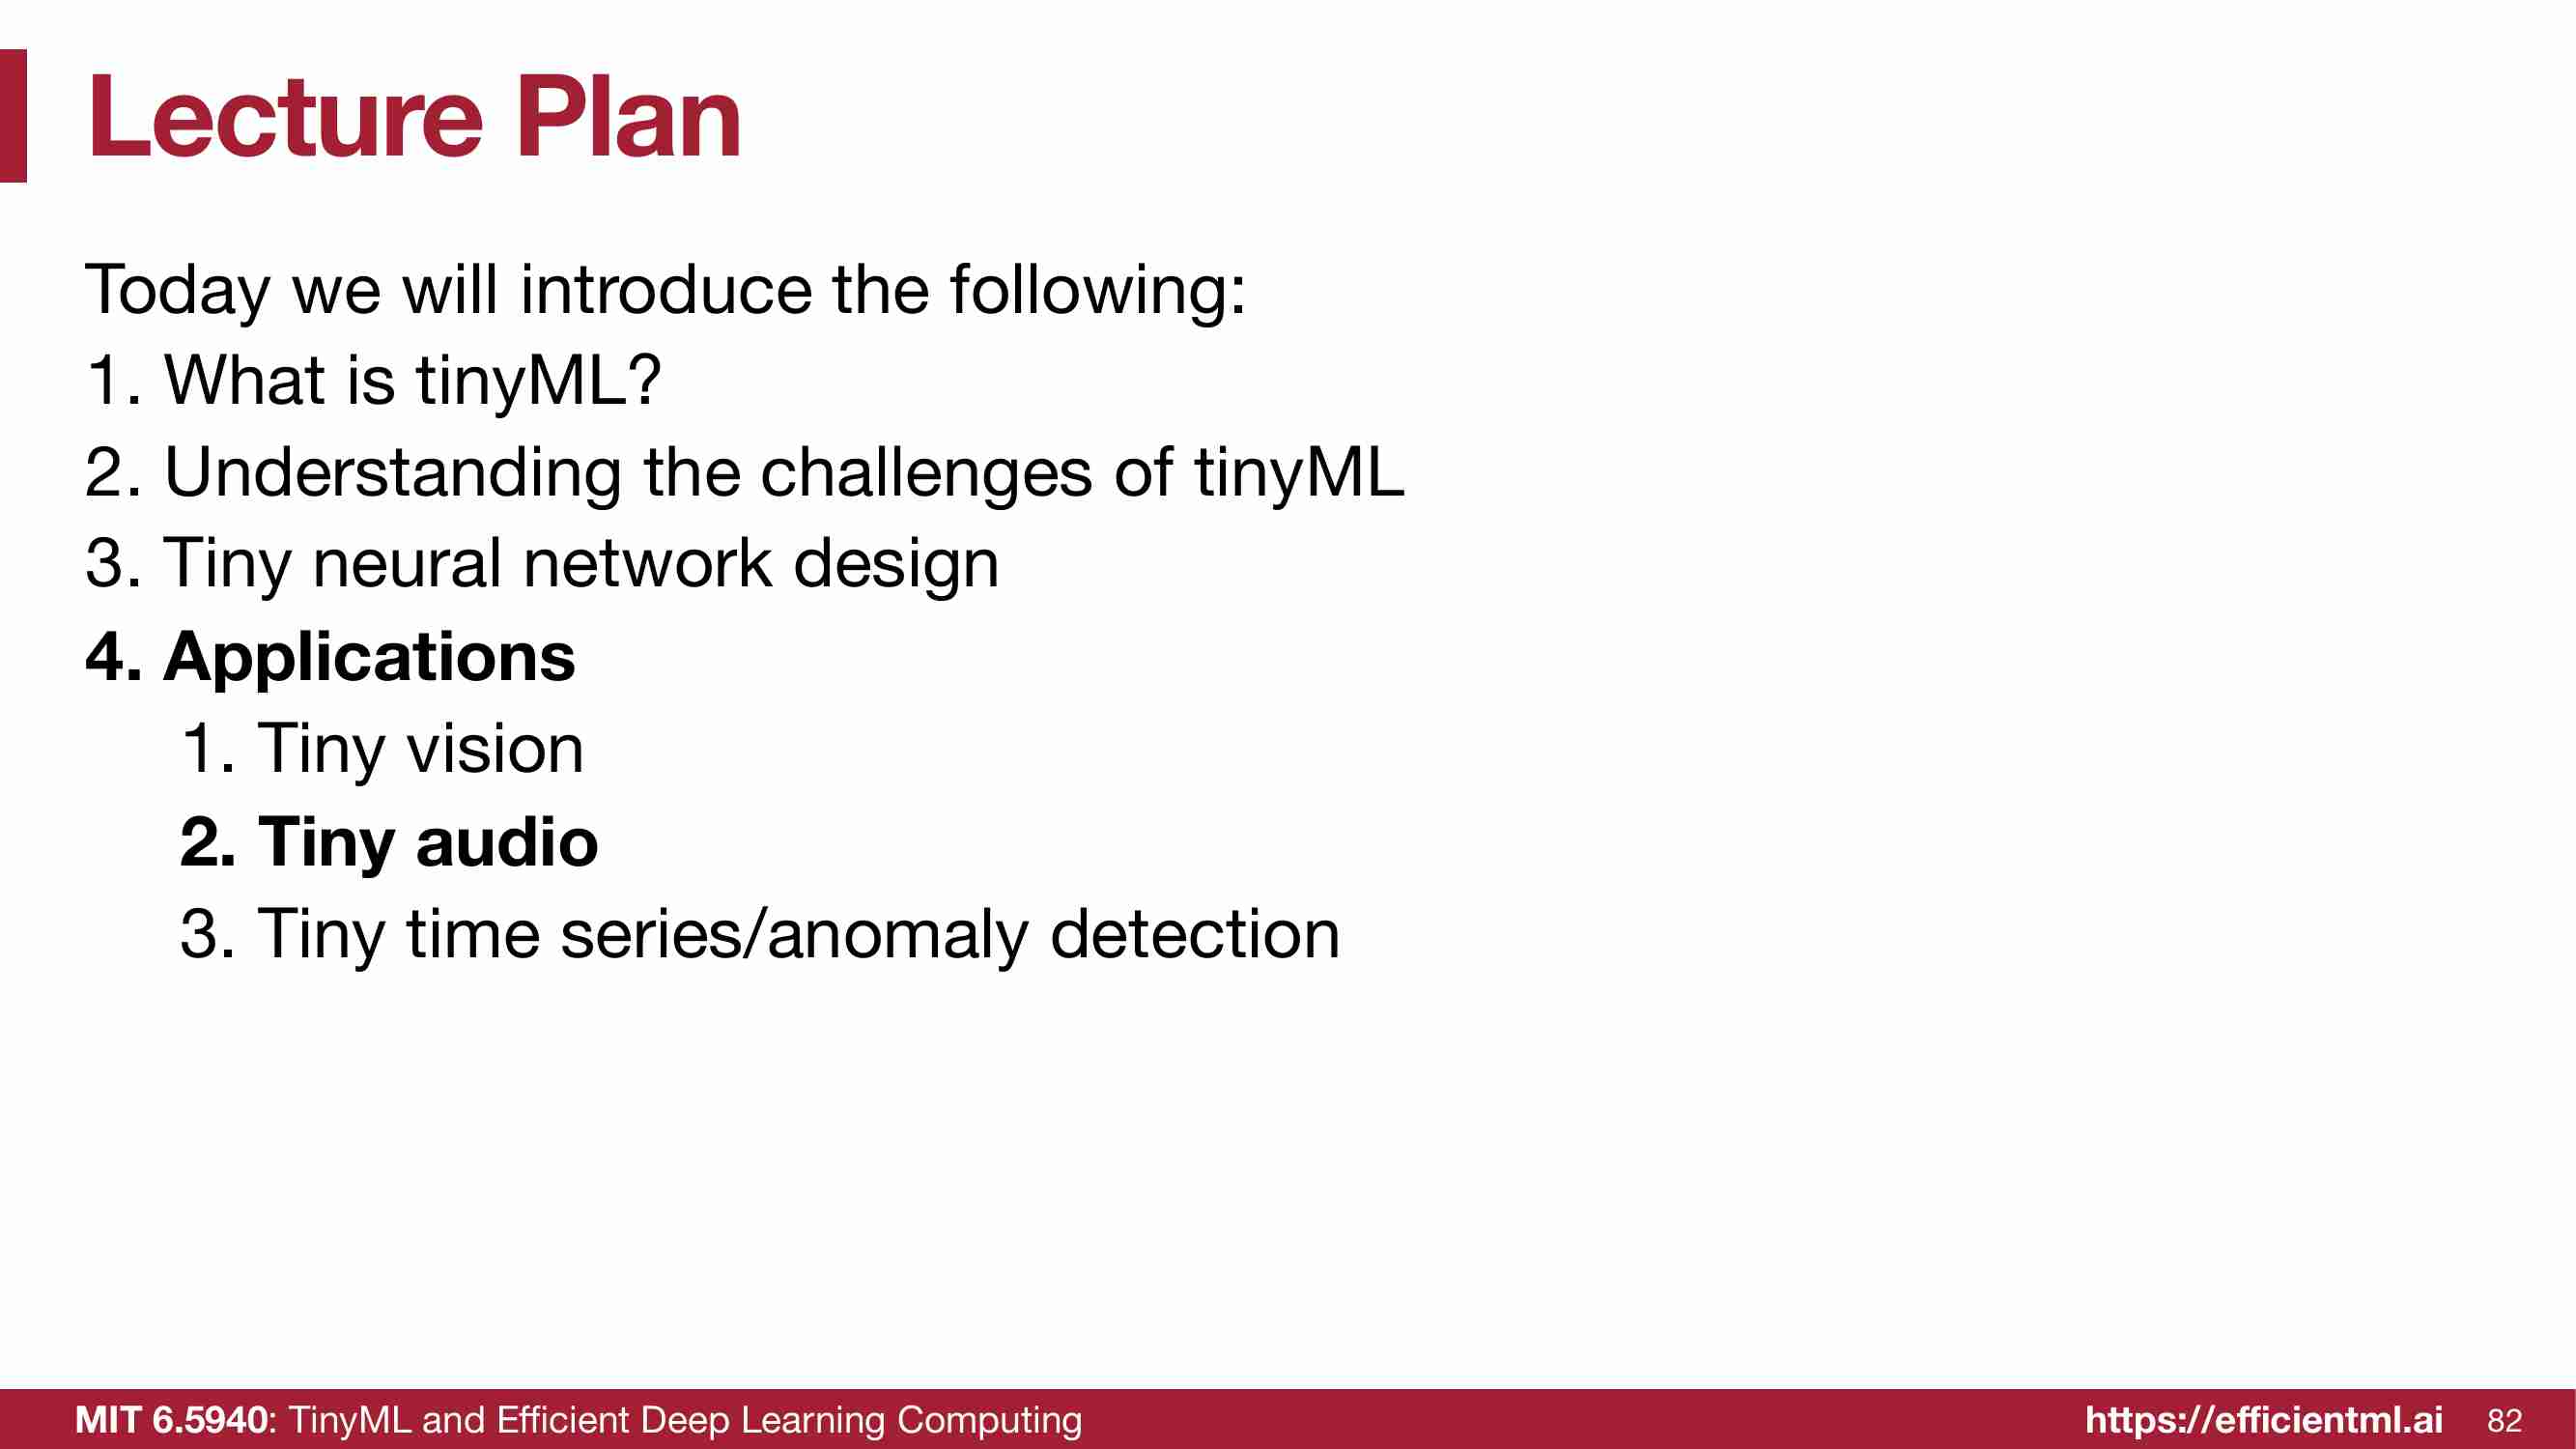 Lecture Plan
Today we will introduce the following:
1. What is tinyML?
2. Understanding the challenges of tinyML
3. Tiny neural network design
4. Applications
1. Tiny vision
2. Tiny audio
3. Tiny time series/anomaly detection
MIT 6.5940: TinyML and Efficient Deep Learning Computing
https://efficientml.ai
82